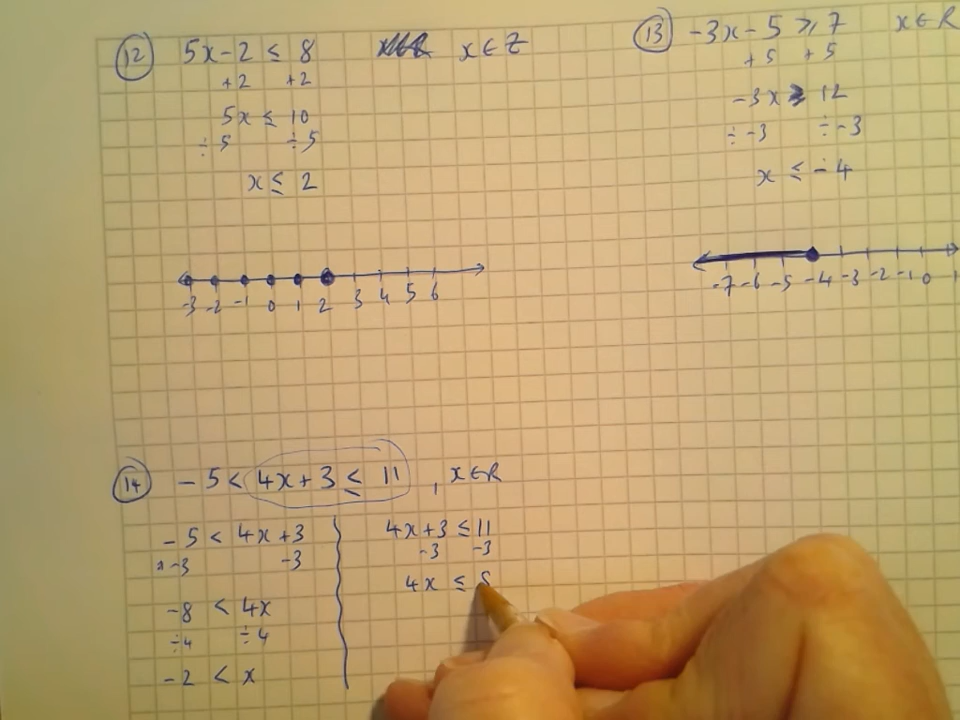 12 5x-2 ≤ 8 x∈Z
+2 +2
5x ≤ 10
÷5 ÷5
x ≤ 2
-3 -2 -1 0 1 2 3 4 5 6
13 -3x-5 ≥ 7 x∈R
+5 +5
-3x ≥ 12
÷-3 ÷-3
x ≤ -4
-7 -6 -5 -4 -3 -2 -1 0 1
14 -5 < 4x+3 ≤ 11, x∈R
-5 < 4x+3
-3 -3
-8 < 4x
÷4 ÷4
-2 < x
4x+3 ≤ 11
-3 -3
4x ≤